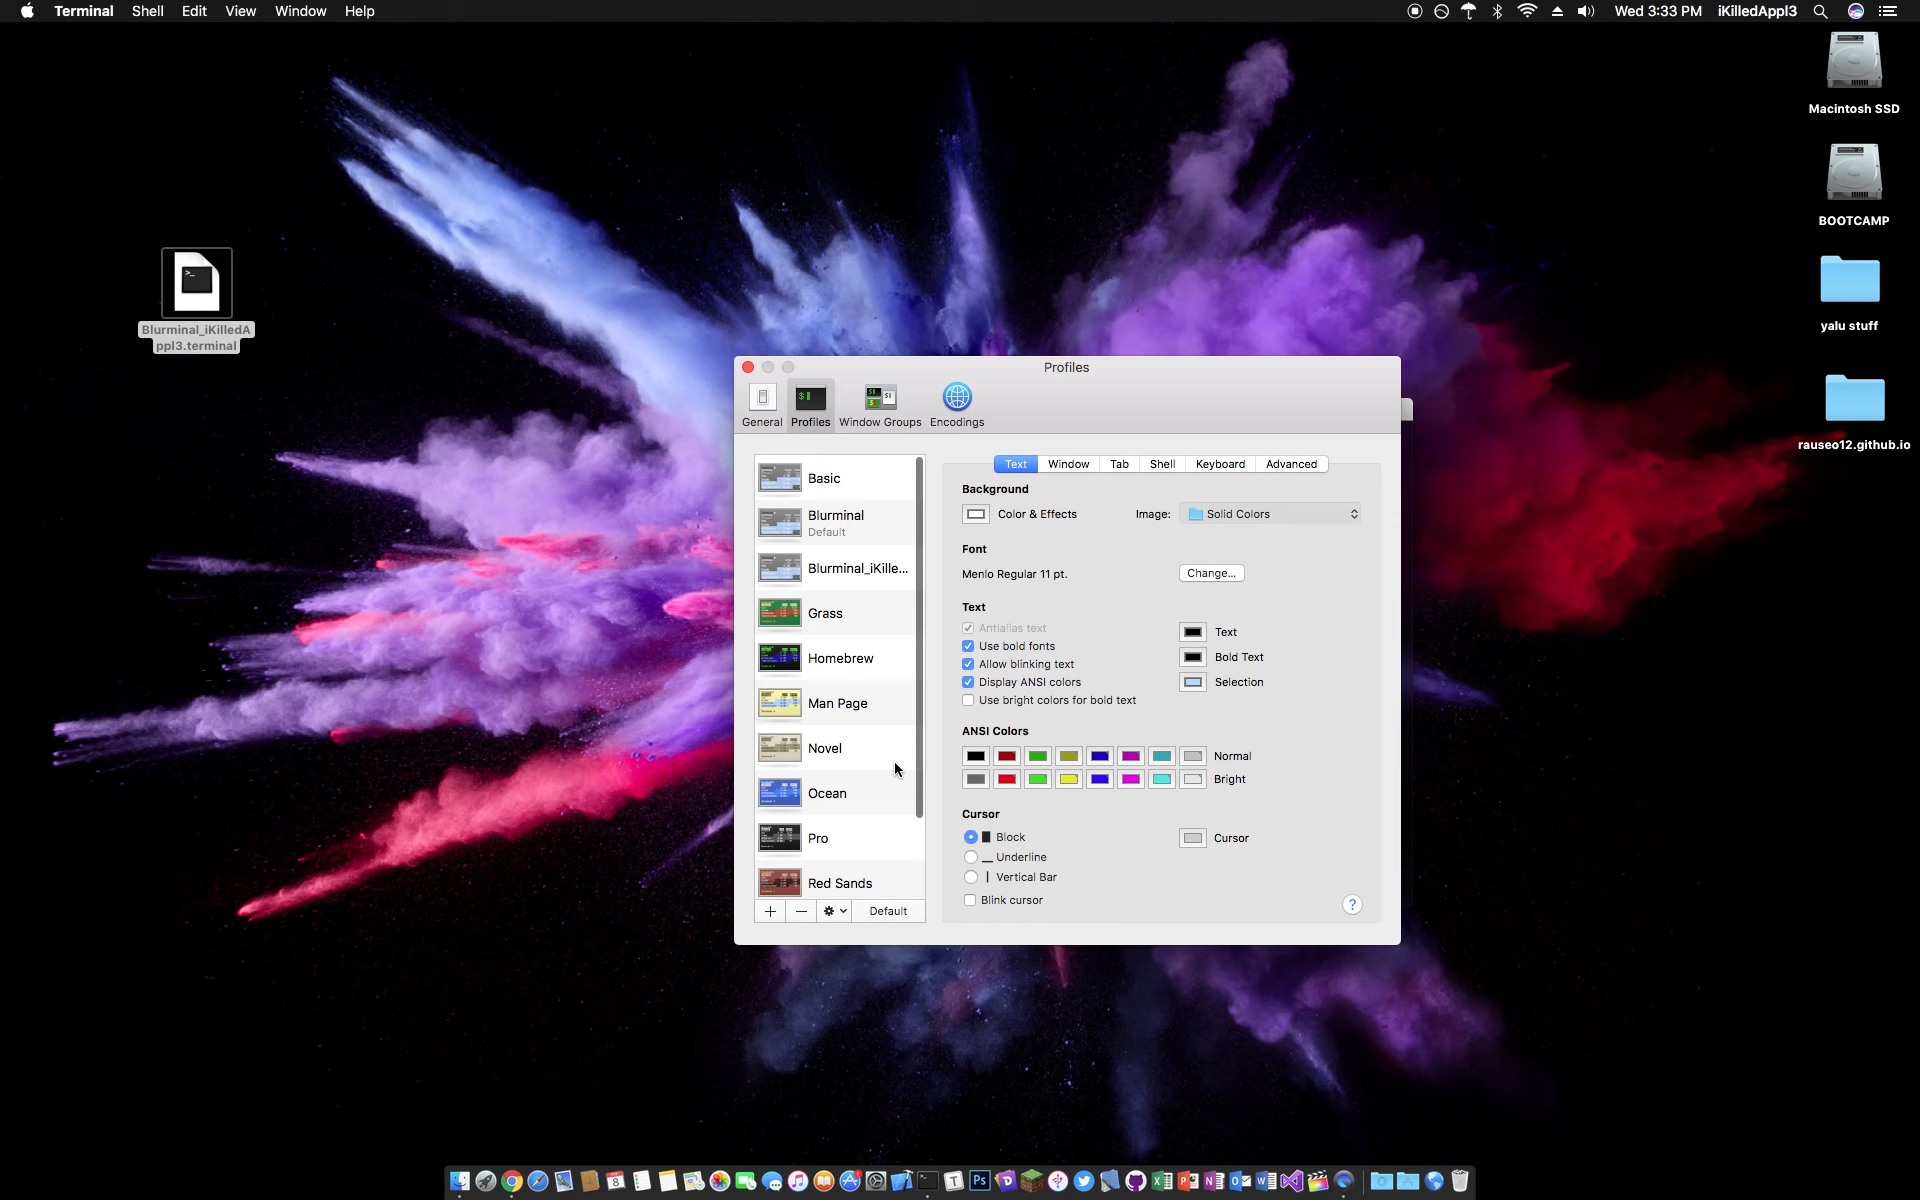 Terminal Shell Edit View Window Help
Wed 3:33 PM iKilledAppl3
Macintosh SSD
BOOTCAMP
yalu stuff
rauseo12.github.io
Blurminal_iKilledA
ppl3.terminal
Profiles
General Profiles Window Groups Encodings
Basic
Blurminal
Default
Blurminal_iKille...
Grass
Homebrew
Man Page
Novel
Ocean
Pro
Red Sands
Default
Text Window Tab Shell Keyboard Advanced
Background
Color & Effects Image: Solid Colors
Font
Menlo Regular 11 pt. Change...
Text
Antialias text
Use bold fonts
Allow blinking text
Display ANSI colors
Use bright colors for bold text
Text
Bold Text
Selection
ANSI Colors
Normal
Bright
Cursor
Block
Underline
Vertical Bar
Blink cursor
Cursor
?